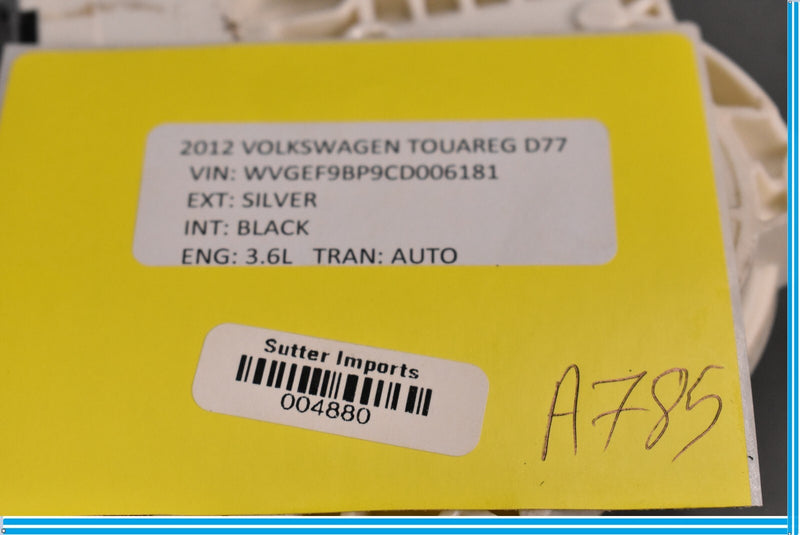 2012 VOLKSWAGEN TOUAREG D77
VIN: WVGEF9BP9CD006181
EXT: SILVER
INT: BLACK
ENG: 3.6L TRAN: AUTO
Sutter Imports
004880
A785